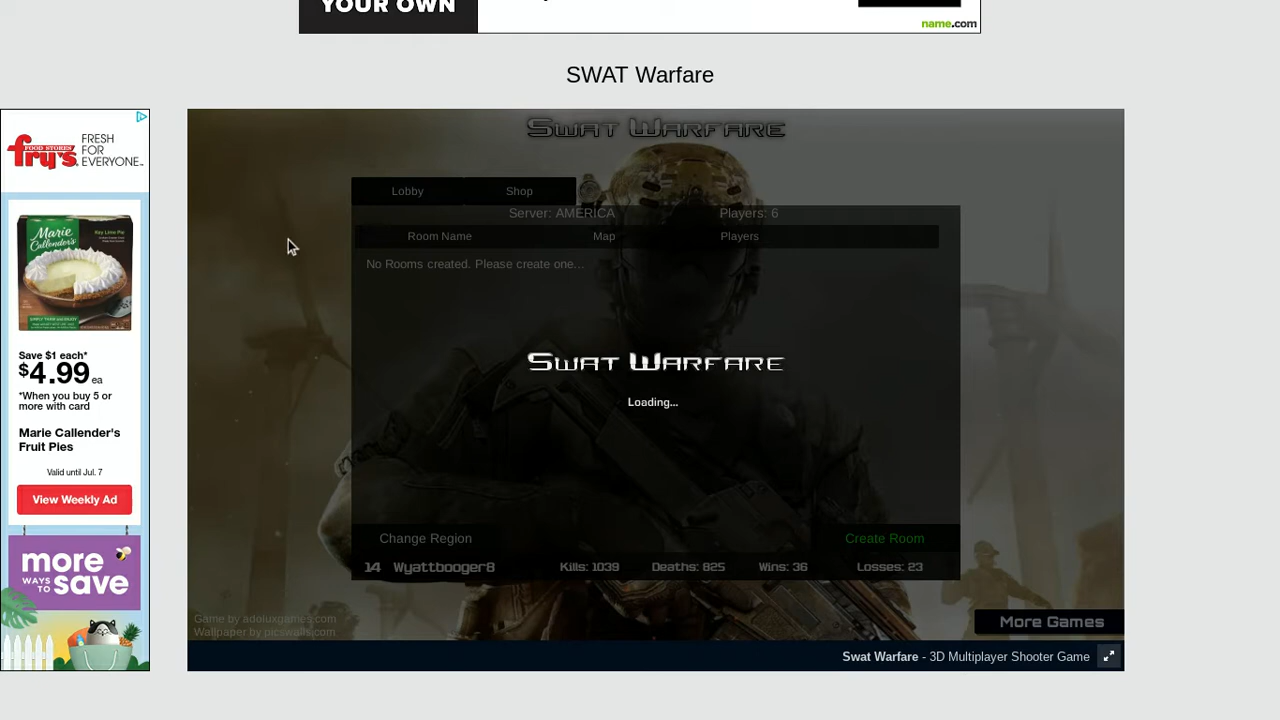 YOUR OWN
name.com
SWAT Warfare
fry's
FOOD STORES
FRESH
FOR
EVERYONE™
MARIE
CALLENDER'S
Key Lime Pie
Save $1 each*
$4.99 ea
*When you buy 5 or
more with card
Marie Callender's
Fruit Pies
Valid until Jul. 7
View Weekly Ad
more
WAYS TO
save
Swat Warfare
Lobby
Shop
Server: AMERICA
Players: 6
Room Name
Map
Players
No Rooms created. Please create one...
Swat Warfare
Loading...
Change Region
Create Room
14 Wyattbooger8
Kills: 1039
Deaths: 825
Wins: 36
Losses: 23
Game by adoluxgames.com
Wallpaper by picswalls.com
More Games
Swat Warfare - 3D Multiplayer Shooter Game